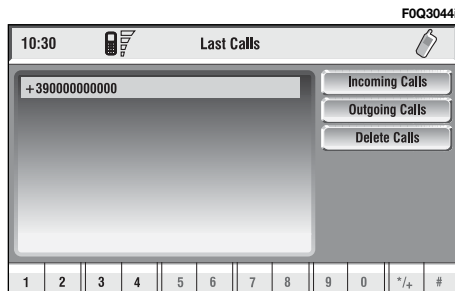 F0Q3044i
10:30 Last Calls
+390000000000
Incoming Calls
Outgoing Calls
Delete Calls
1 2 3 4 5 6 7 8 9 0 */+ #